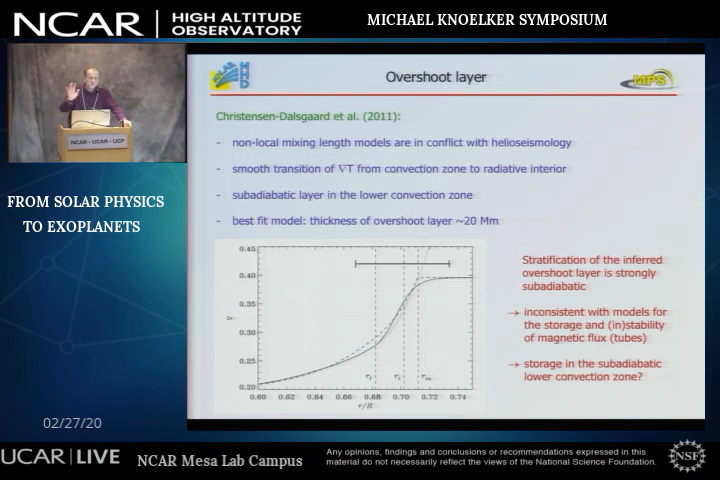 NCAR
HIGH ALTITUDE
OBSERVATORY
MICHAEL KNOELKER SYMPOSIUM
NCAR - UCAR - UCP
FROM SOLAR PHYSICS
TO EXOPLANETS
02/27/20
MHD
Overshoot layer
MPS
Christensen-Dalsgaard et al. (2011):
- non-local mixing length models are in conflict with helioseismology
- smooth transition of ∇T from convection zone to radiative interior
- subadiabatic layer in the lower convection zone
- best fit model: thickness of overshoot layer ~20 Mm
0.45
0.40
0.35
0.30
0.25
0.20
∇
0.60 0.62 0.64 0.66 0.68 0.70 0.72 0.74
r/R
Stratification of the inferred
overshoot layer is strongly
subadiabatic
→ inconsistent with models for
the storage and (in)stability
of magnetic flux (tubes)
→ storage in the subadiabatic
lower convection zone?
UCAR | LIVE
NCAR Mesa Lab Campus
Any opinions, findings and conclusions or recommendations expressed in this
material do not necessarily reflect the views of the National Science Foundation.
NSF